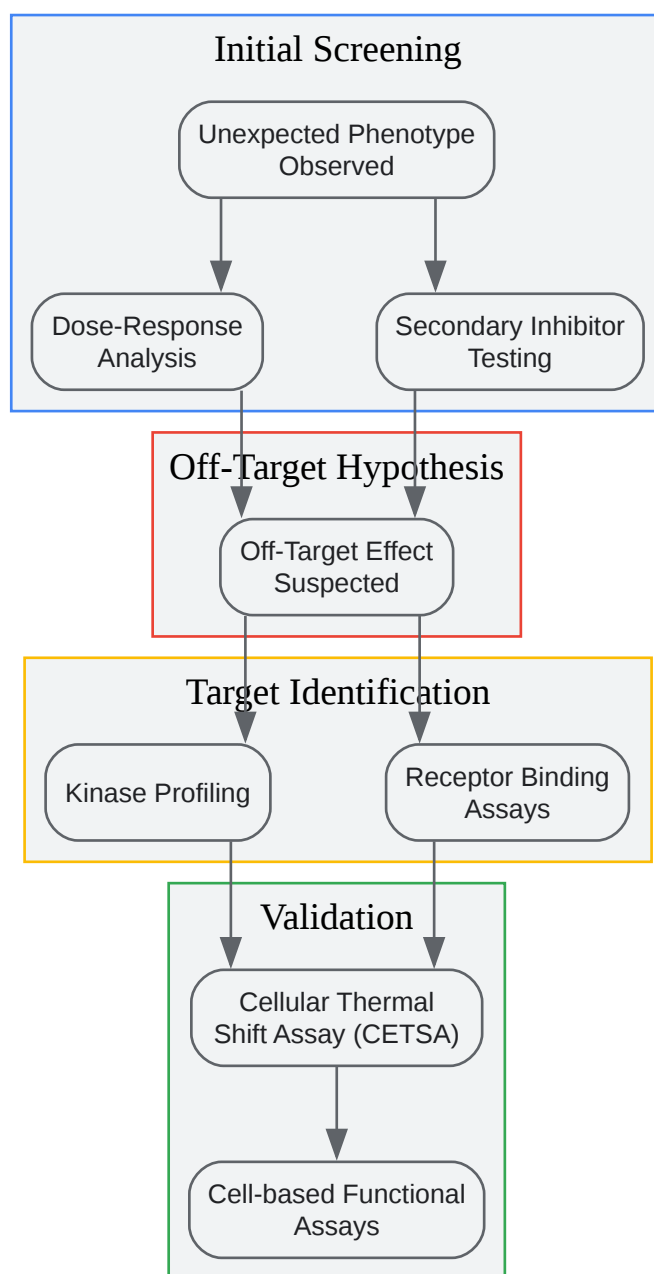 Initial Screening
Unexpected Phenotype
Observed
Dose-Response
Analysis
Secondary Inhibitor
Testing
Off-Target Hypothesis
Off-Target Effect
Suspected
Target Identification
Kinase Profiling
Receptor Binding
Assays
Validation
Cellular Thermal
Shift Assay (CETSA)
Cell-based Functional
Assays